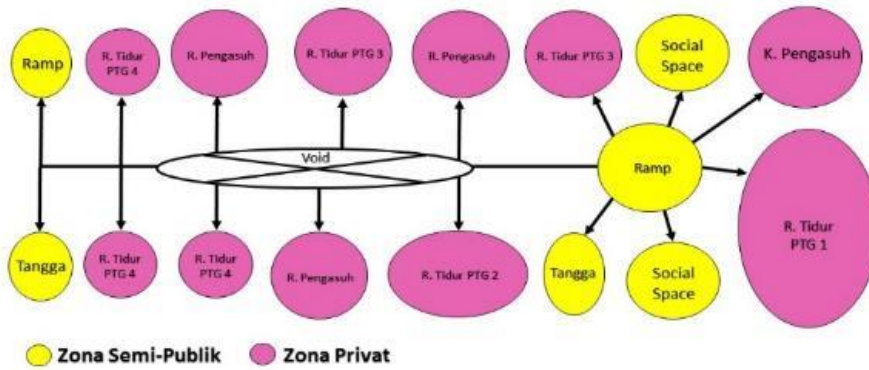 Ramp
R. Tidur
PTG 4
R. Pengasuh
R. Tidur PTG 3
R. Pengasuh
R. Tidur
PTG 3
Social
Space
K. Pengasuh
Void
Ramp
R. Tidur
PTG 1
Tangga
R. Tidur
PTG 4
R. Tidur
PTG 4
R. Pengasuh
R. Tidur PTG 2
Tangga
Social
Space
Zona Semi-Publik
Zona Privat